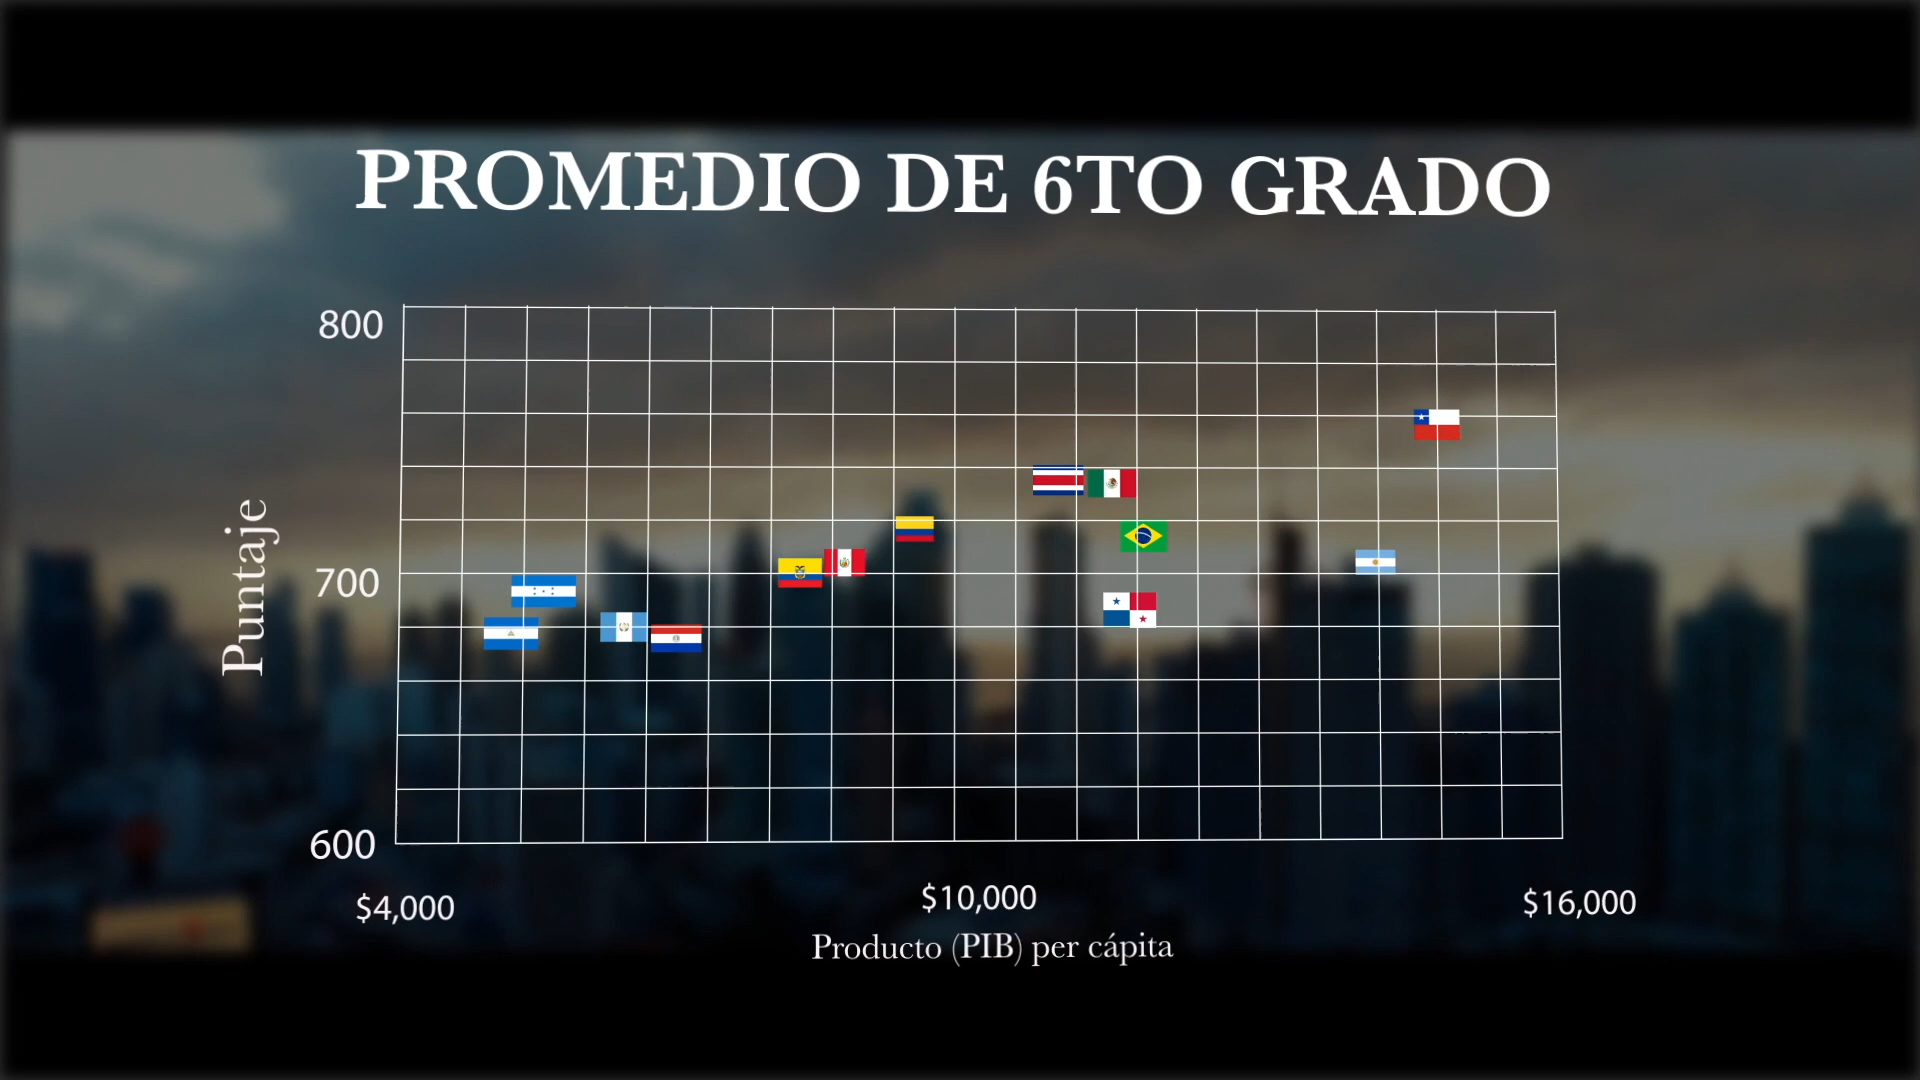 PROMEDIO DE 6TO GRADO
800
700
600
Puntaje
$4,000
$10,000
$16,000
Producto (PIB) per cápita